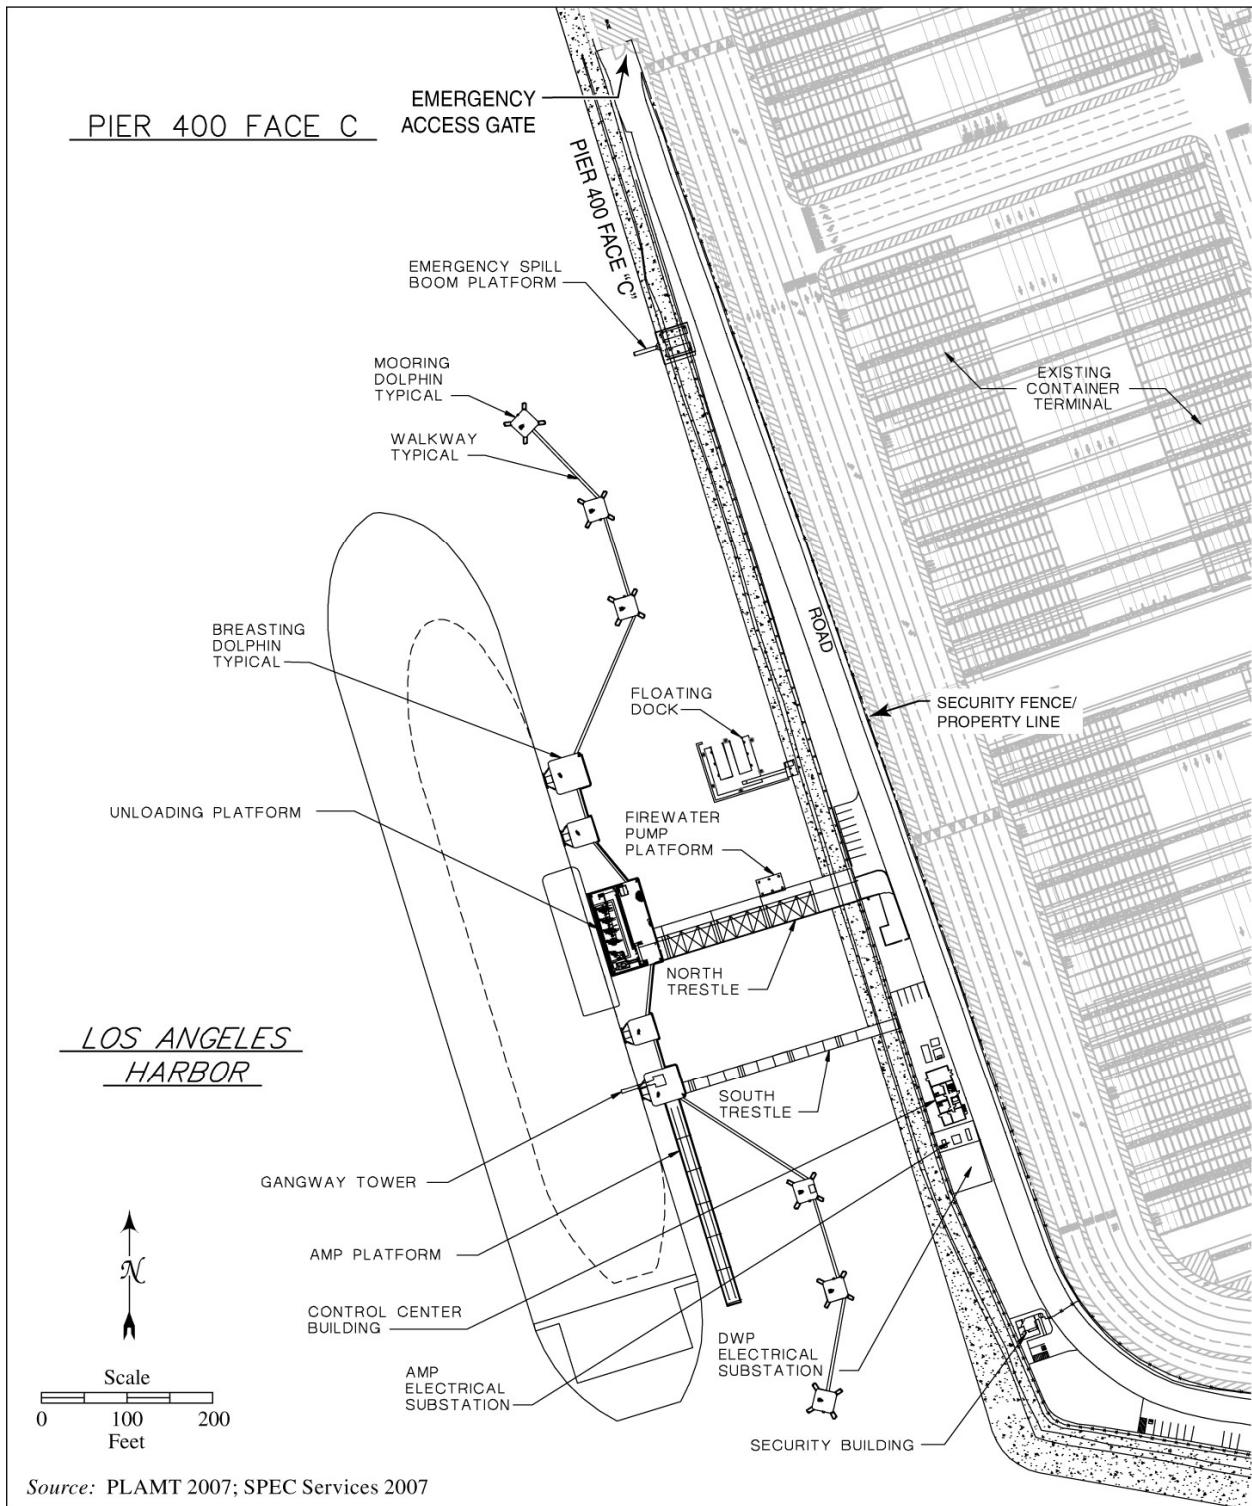 PIER 400 FACE C
EMERGENCY
ACCESS GATE
PIER 400 FACE "C"
EMERGENCY SPILL
BOOM PLATFORM
MOORING
DOLPHIN
TYPICAL
WALKWAY
TYPICAL
EXISTING
CONTAINER
TERMINAL
BREASTING
DOLPHIN
TYPICAL
ROAD
FLOATING
DOCK
SECURITY FENCE/
PROPERTY LINE
UNLOADING PLATFORM
FIREWATER
PUMP
PLATFORM
NORTH
TRESTLE
LOS ANGELES
HARBOR
SOUTH
TRESTLE
GANGWAY TOWER
AMP PLATFORM
CONTROL CENTER
BUILDING
DWP
ELECTRICAL
SUBSTATION
AMP
ELECTRICAL
SUBSTATION
SECURITY BUILDING
N
Scale
0 100 200
Feet
Source: PLAMT 2007; SPEC Services 2007